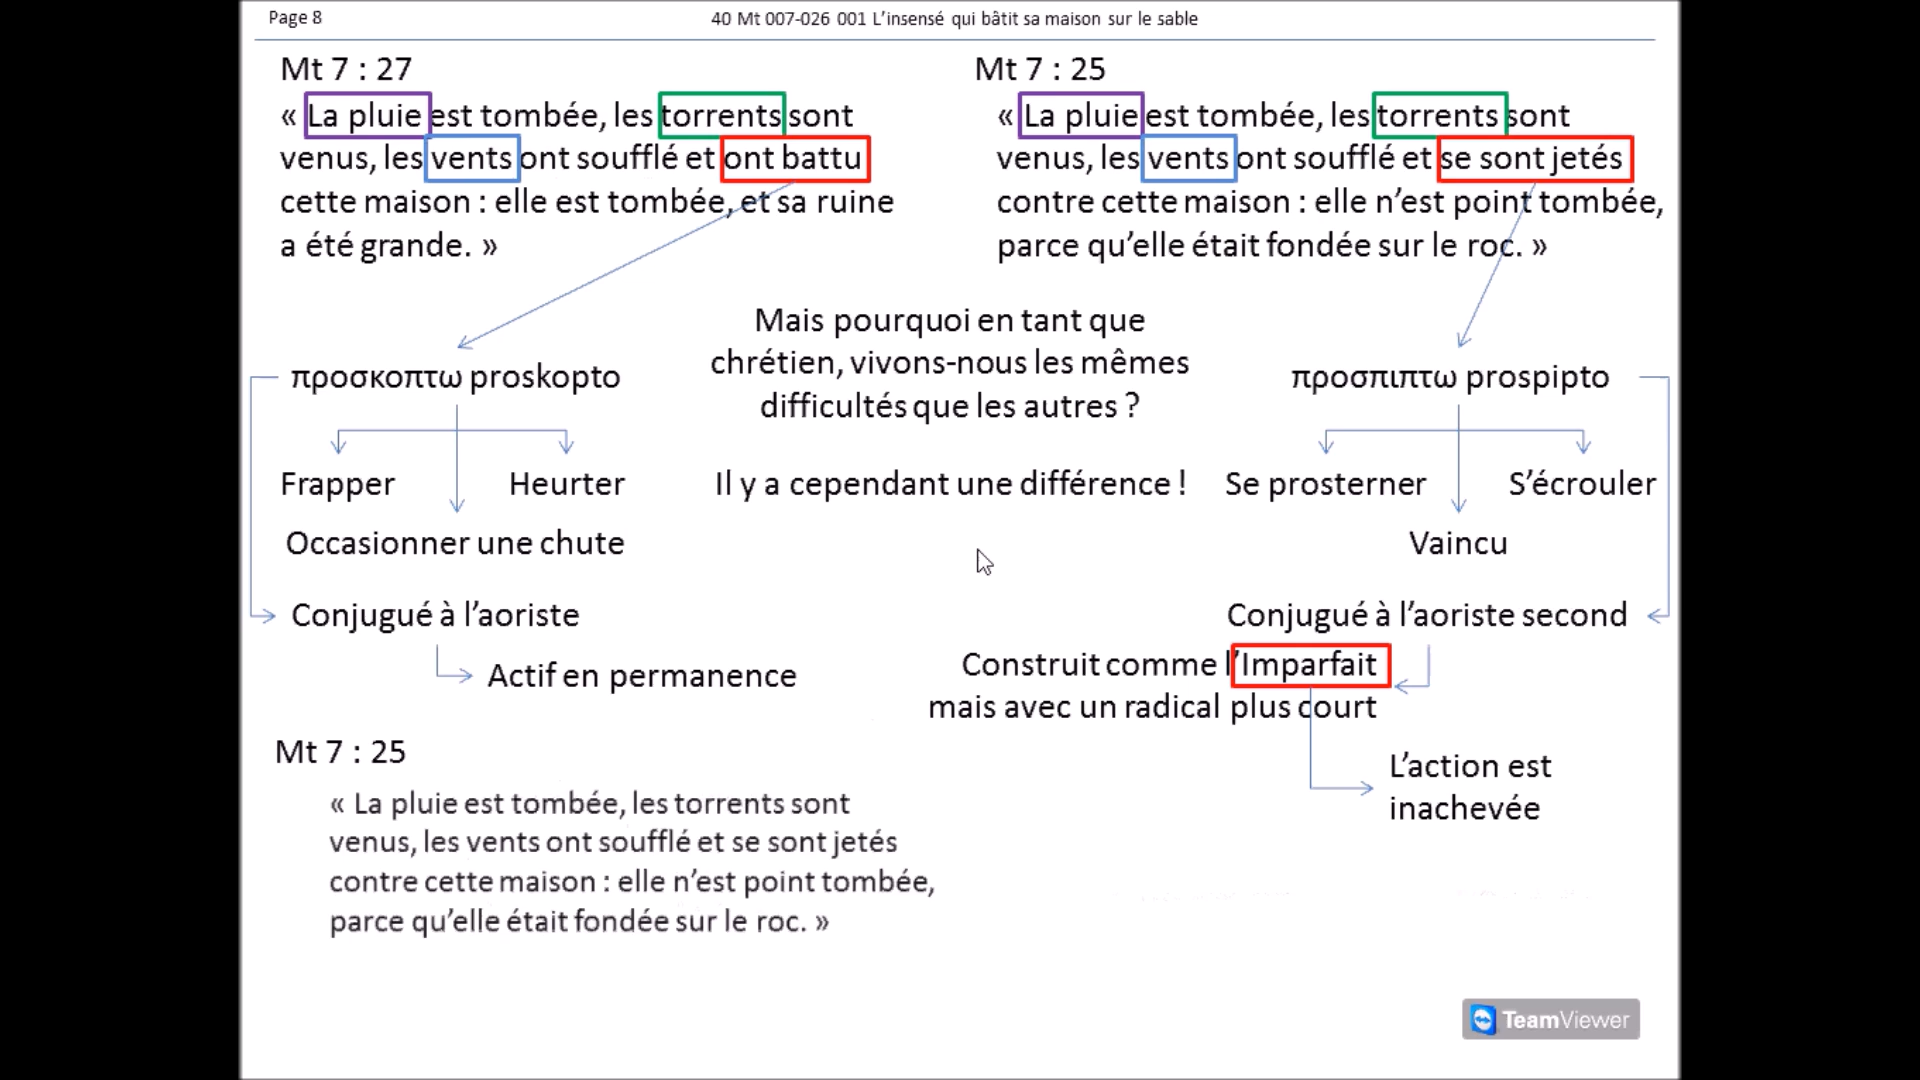 Page 8
40 Mt 007-026 001 L’insensé qui bâtit sa maison sur le sable
Mt 7 : 27
« La pluie est tombée, les torrents sont
venus, les vents ont soufflé et ont battu
cette maison : elle est tombée, et sa ruine
a été grande. »
Mt 7 : 25
« La pluie est tombée, les torrents sont
venus, les vents ont soufflé et se sont jetés
contre cette maison : elle n’est point tombée,
parce qu’elle était fondée sur le roc. »
Mais pourquoi en tant que
chrétien, vivons-nous les mêmes
difficultés que les autres ?
Il y a cependant une différence !
προσκοπτω proskopto
Frapper
Heurter
Occasionner une chute
Conjugué à l’aoriste
Actif en permanence
προσπιπτω prospipto
Se prosterner
S’écrouler
Vaincu
Conjugué à l’aoriste second
Construit comme l’Imparfait
mais avec un radical plus court
L’action est
inachevée
Mt 7 : 25
« La pluie est tombée, les torrents sont
venus, les vents ont soufflé et se sont jetés
contre cette maison : elle n’est point tombée,
parce qu’elle était fondée sur le roc. »
TeamViewer